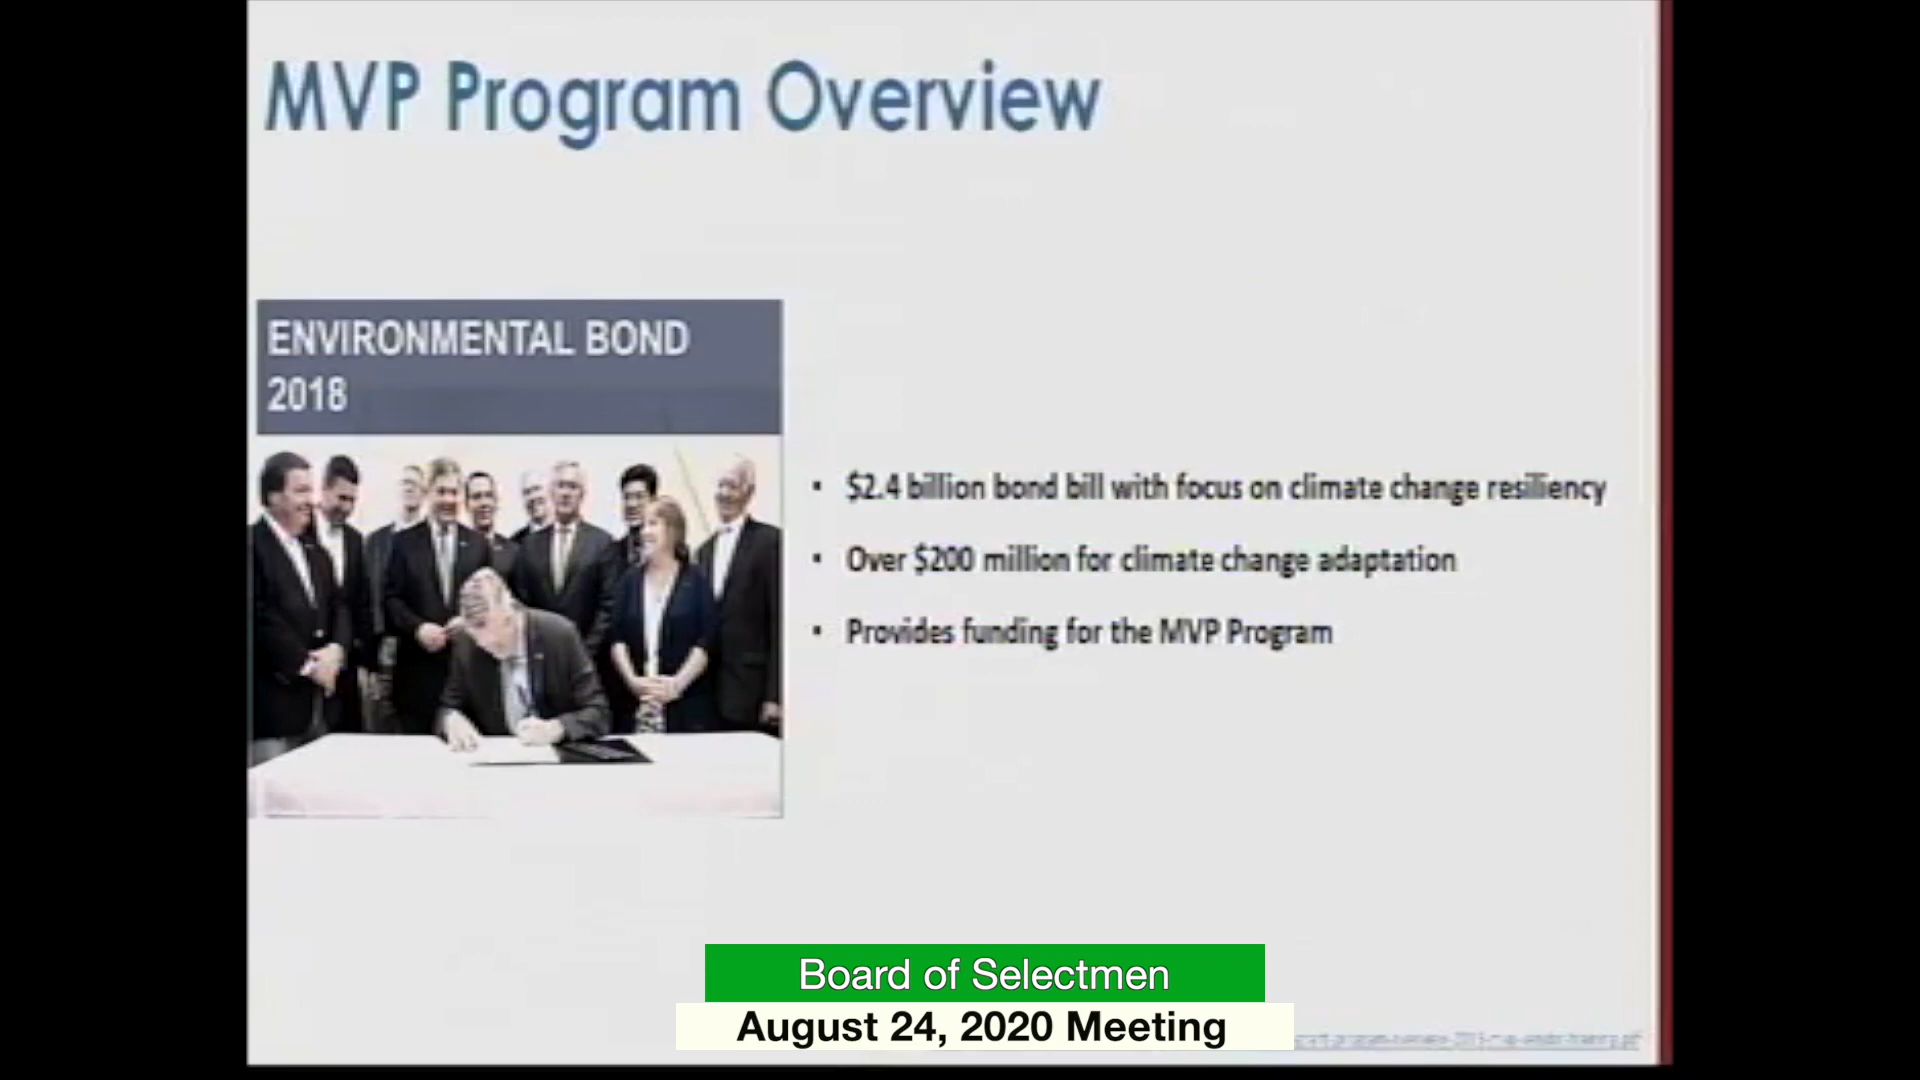 MVP Program Overview
ENVIRONMENTAL BOND
2018
• $2.4 billion bond bill with focus on climate change resiliency
• Over $200 million for climate change adaptation
• Provides funding for the MVP Program
Board of Selectmen
August 24, 2020 Meeting